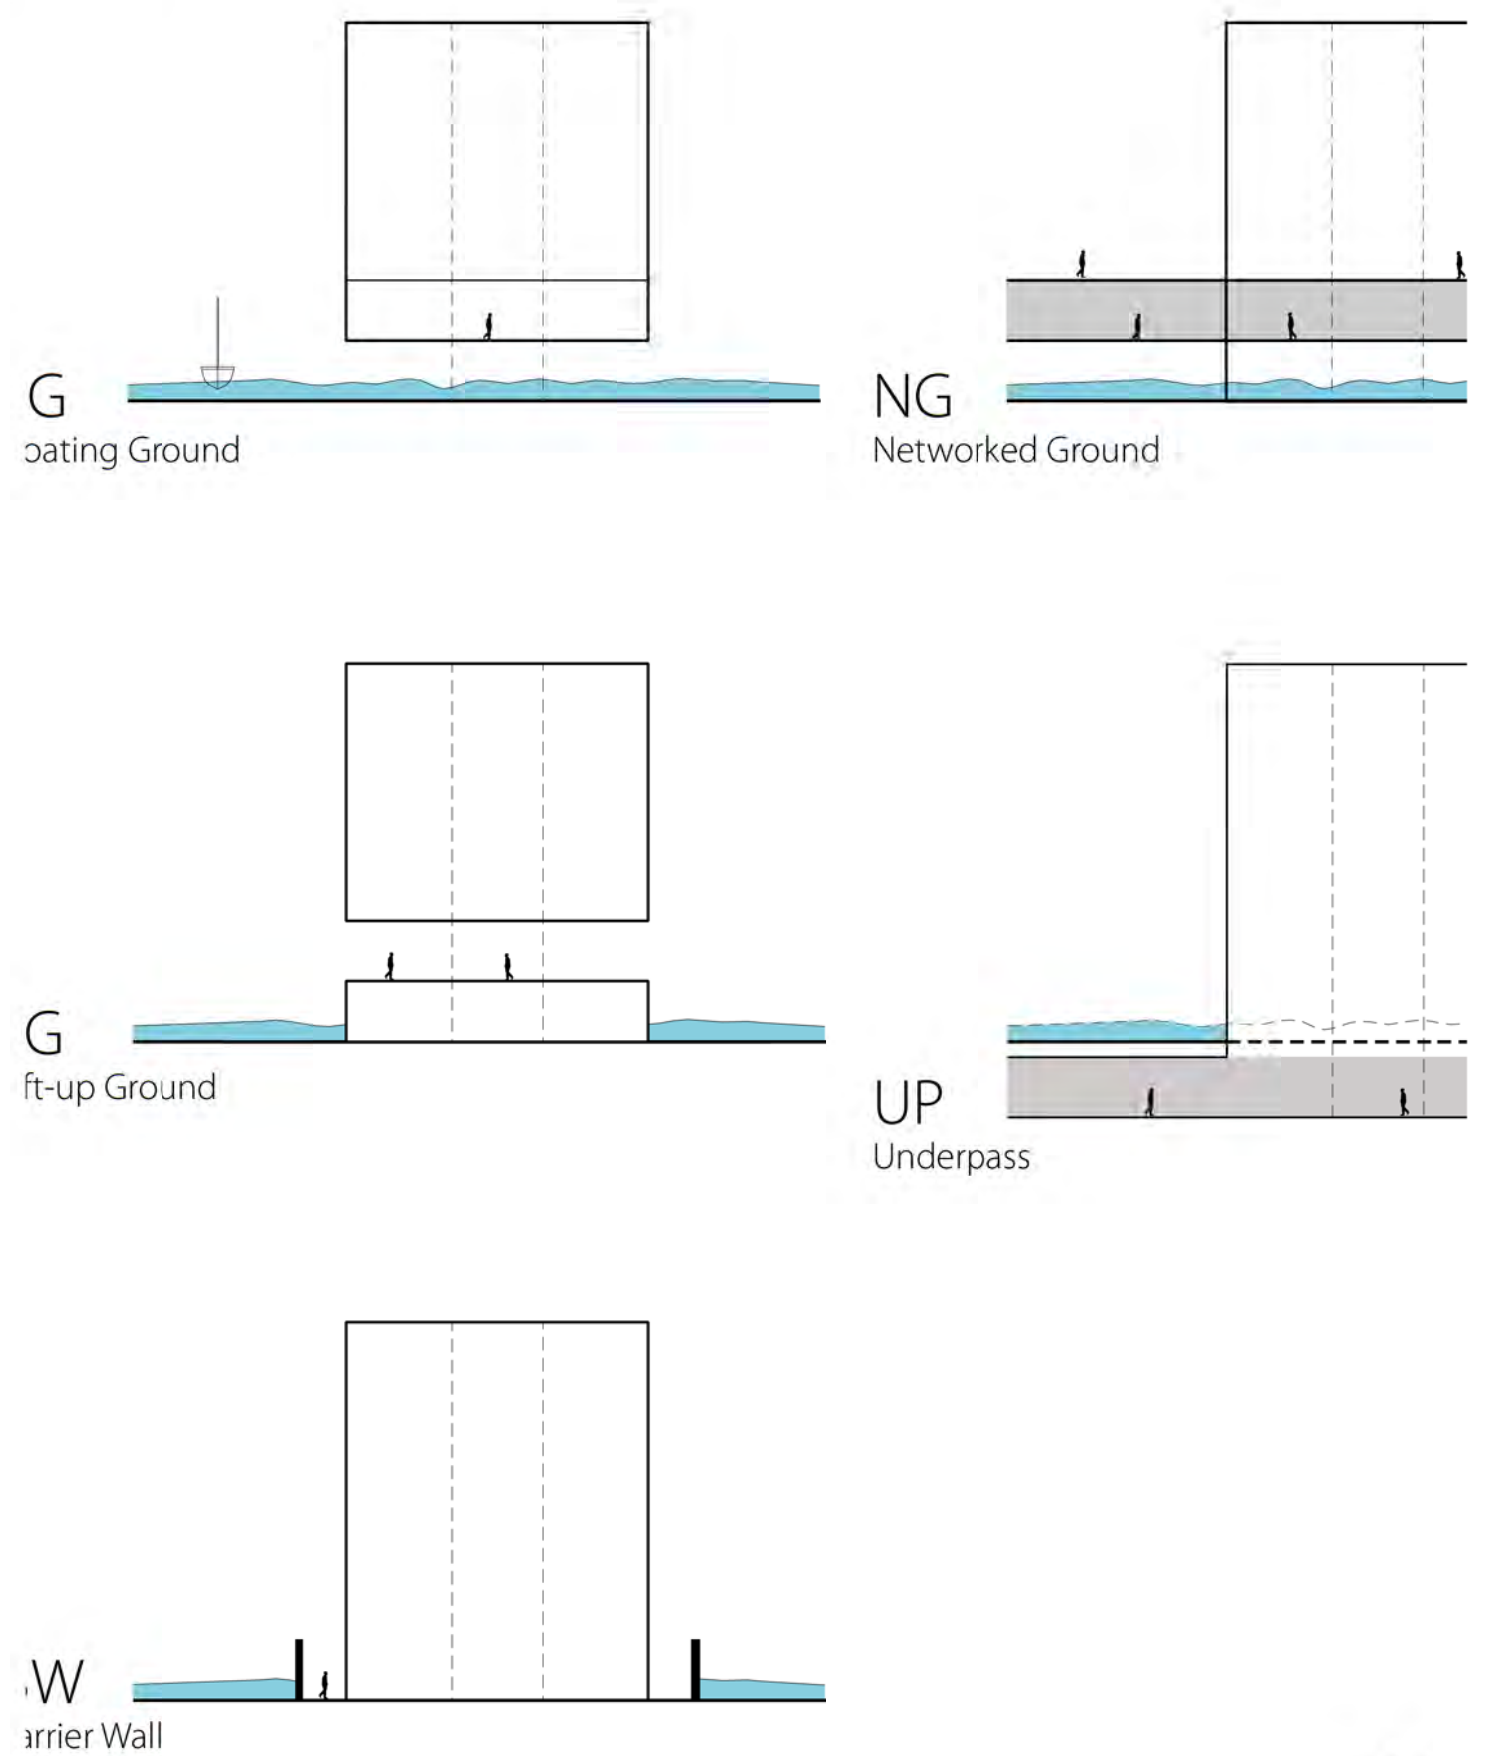 G
oating Ground
NG
Networked Ground
G
ft-up Ground
UP
Underpass
W
arrier Wall